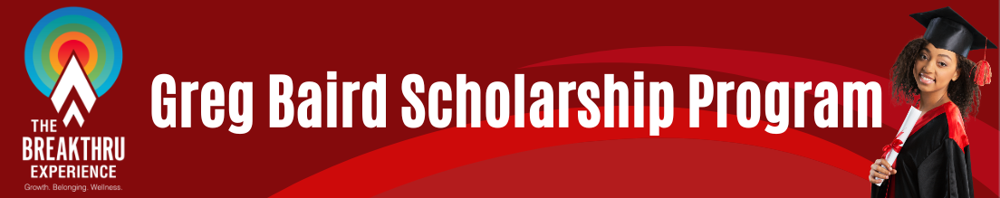 THE
BREAKTHRU
EXPERIENCE
Growth. Belonging. Wellness.
Greg Baird Scholarship Program